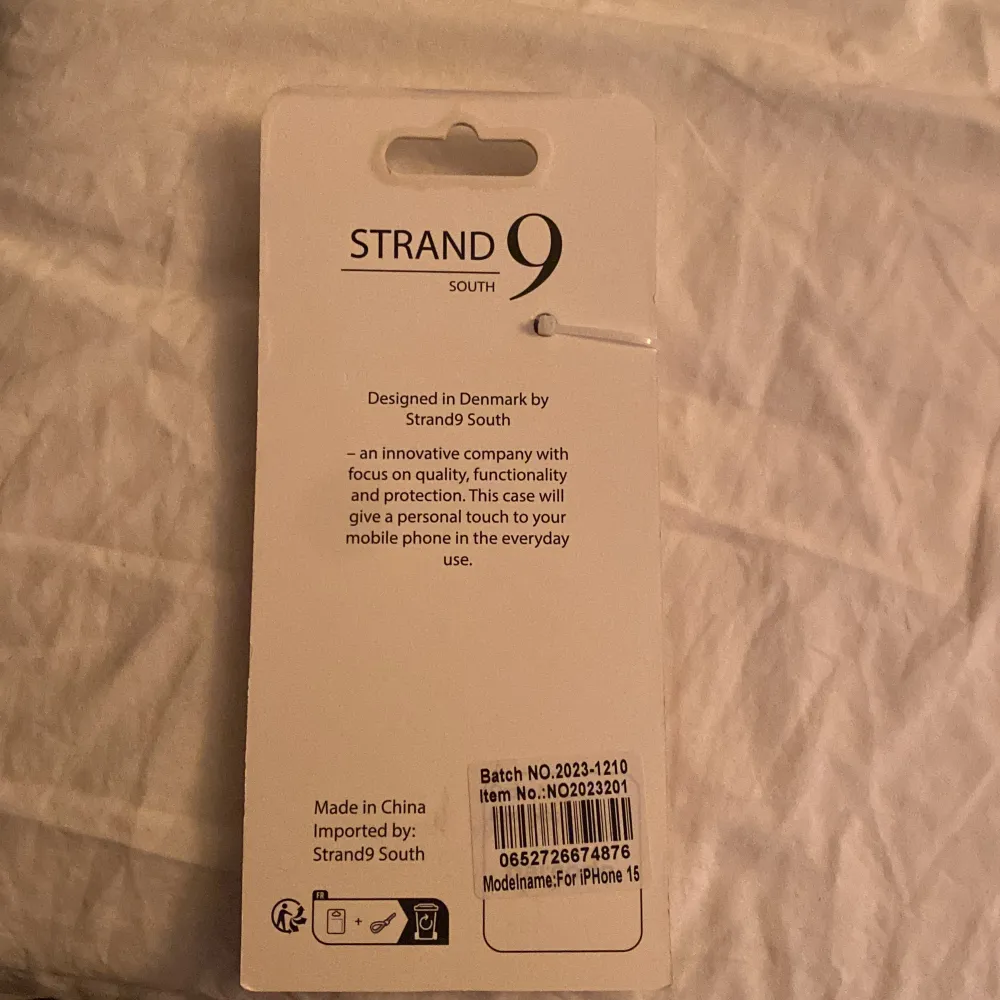 STRAND 9
SOUTH
Designed in Denmark by
Strand9 South
– an innovative company with
focus on quality, functionality
and protection. This case will
give a personal touch to your
mobile phone in the everyday
use.
Made in China
Imported by:
Strand9 South
Batch NO.2023-1210
Item No.:NO2023201
0652726674876
Modelname:For iPHone 15
FR
+